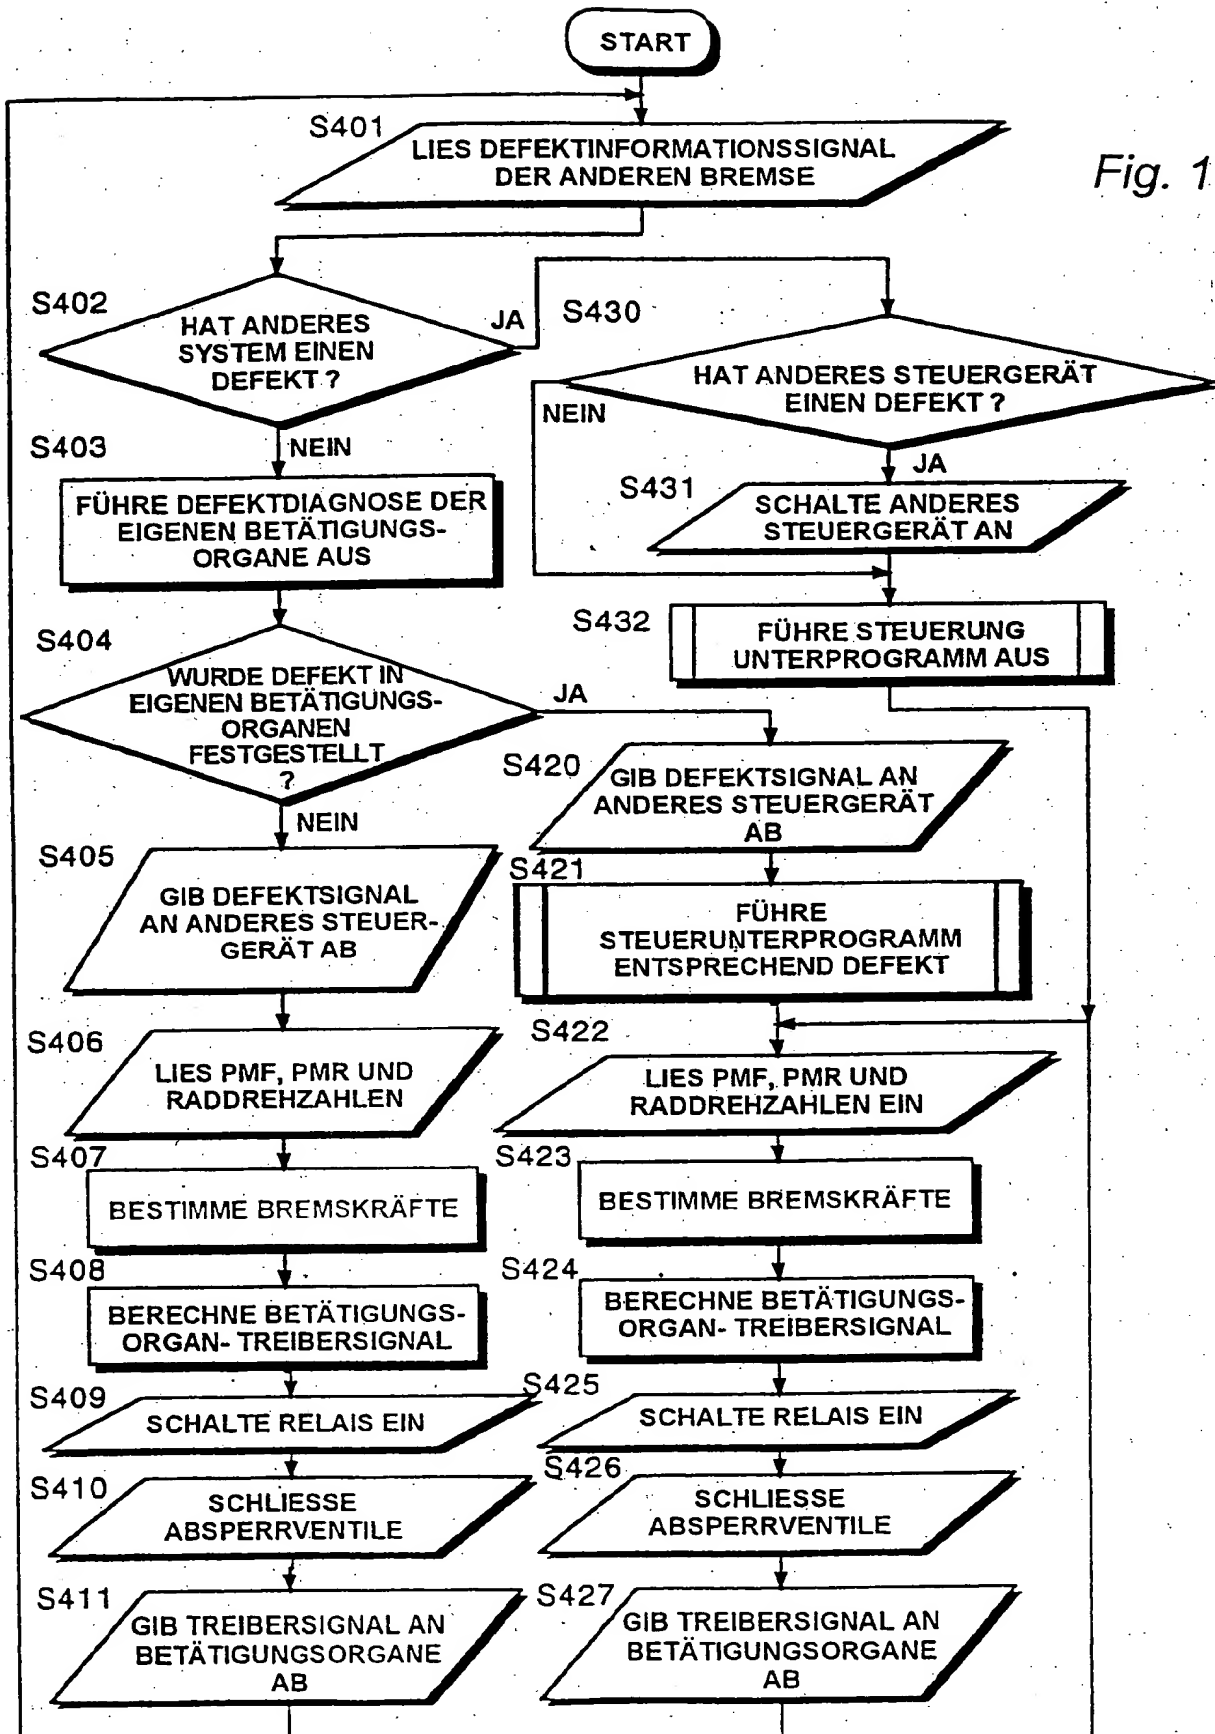 START
S401
LIES DEFEKTINFORMATIONSSIGNAL
DER ANDEREN BREMSE
Fig. 1
S402
HAT ANDERES
SYSTEM EINEN
DEFEKT ?
JA
S430
HAT ANDERES STEUERGERÄT
EINEN DEFEKT ?
NEIN
JA
S403
NEIN
FÜHRE DEFEKTDIAGNOSE DER
EIGENEN BETÄTIGUNGS-
ORGANE AUS
S431
SCHALTE ANDERES
STEUERGERÄT AN
S432
FÜHRE STEUERUNG
UNTERPROGRAMM AUS
S404
WURDE DEFEKT IN
EIGENEN BETÄTIGUNGS-
ORGANEN
FESTGESTELLT
?
JA
NEIN
S420
GIB DEFEKTSIGNAL AN
ANDERES STEUERGERÄT
AB
S405
GIB DEFEKTSIGNAL
AN ANDERES STEUER-
GERÄT AB
S421
FÜHRE
STEUERUNTERPROGRAMM
ENTSPRECHEND DEFEKT
S406
LIES PMF, PMR UND
RADDREHZAHLEN
S422
LIES PMF, PMR UND
RADDREHZAHLEN EIN
S407
BESTIMME BREMSKRÄFTE
S423
BESTIMME BREMSKRÄFTE
S408
BERECHNE BETÄTIGUNGS-
ORGAN- TREIBERSIGNAL
S424
BERECHNE BETÄTIGUNGS-
ORGAN- TREIBERSIGNAL
S409
SCHALTE RELAIS EIN
S425
SCHALTE RELAIS EIN
S410
SCHLIESSE
ABSPERRVENTILE
S426
SCHLIESSE
ABSPERRVENTILE
S411
GIB TREIBERSIGNAL AN
BETÄTIGUNGSORGANE
AB
S427
GIB TREIBERSIGNAL AN
BETÄTIGUNGSORGANE
AB